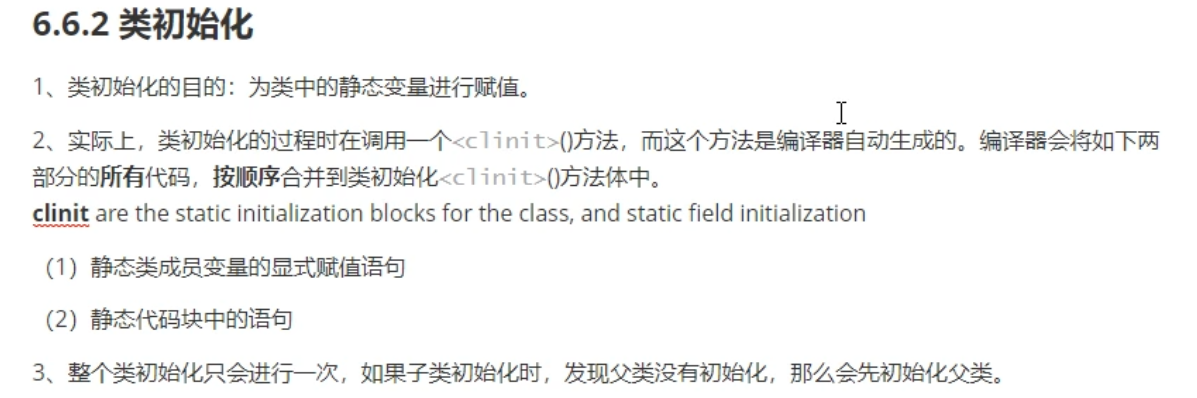 6.6.2 类初始化
1、类初始化的目的：为类中的静态变量进行赋值。
2、实际上，类初始化的过程时在调用一个<clinit>()方法，而这个方法是编译器自动生成的。编译器会将如下两
部分的所有代码，按顺序合并到类初始化<clinit>()方法体中。
clinit are the static initialization blocks for the class, and static field initialization
（1）静态类成员变量的显式赋值语句
（2）静态代码块中的语句
3、整个类初始化只会进行一次，如果子类初始化时，发现父类没有初始化，那么会先初始化父类。